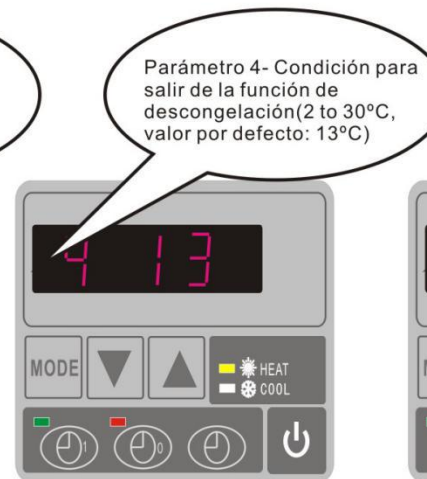 Parámetro 4- Condición para
salir de la función de
descongelación(2 to 30ºC,
valor por defecto: 13ºC)
4 13
MODE
HEAT
COOL
1
0